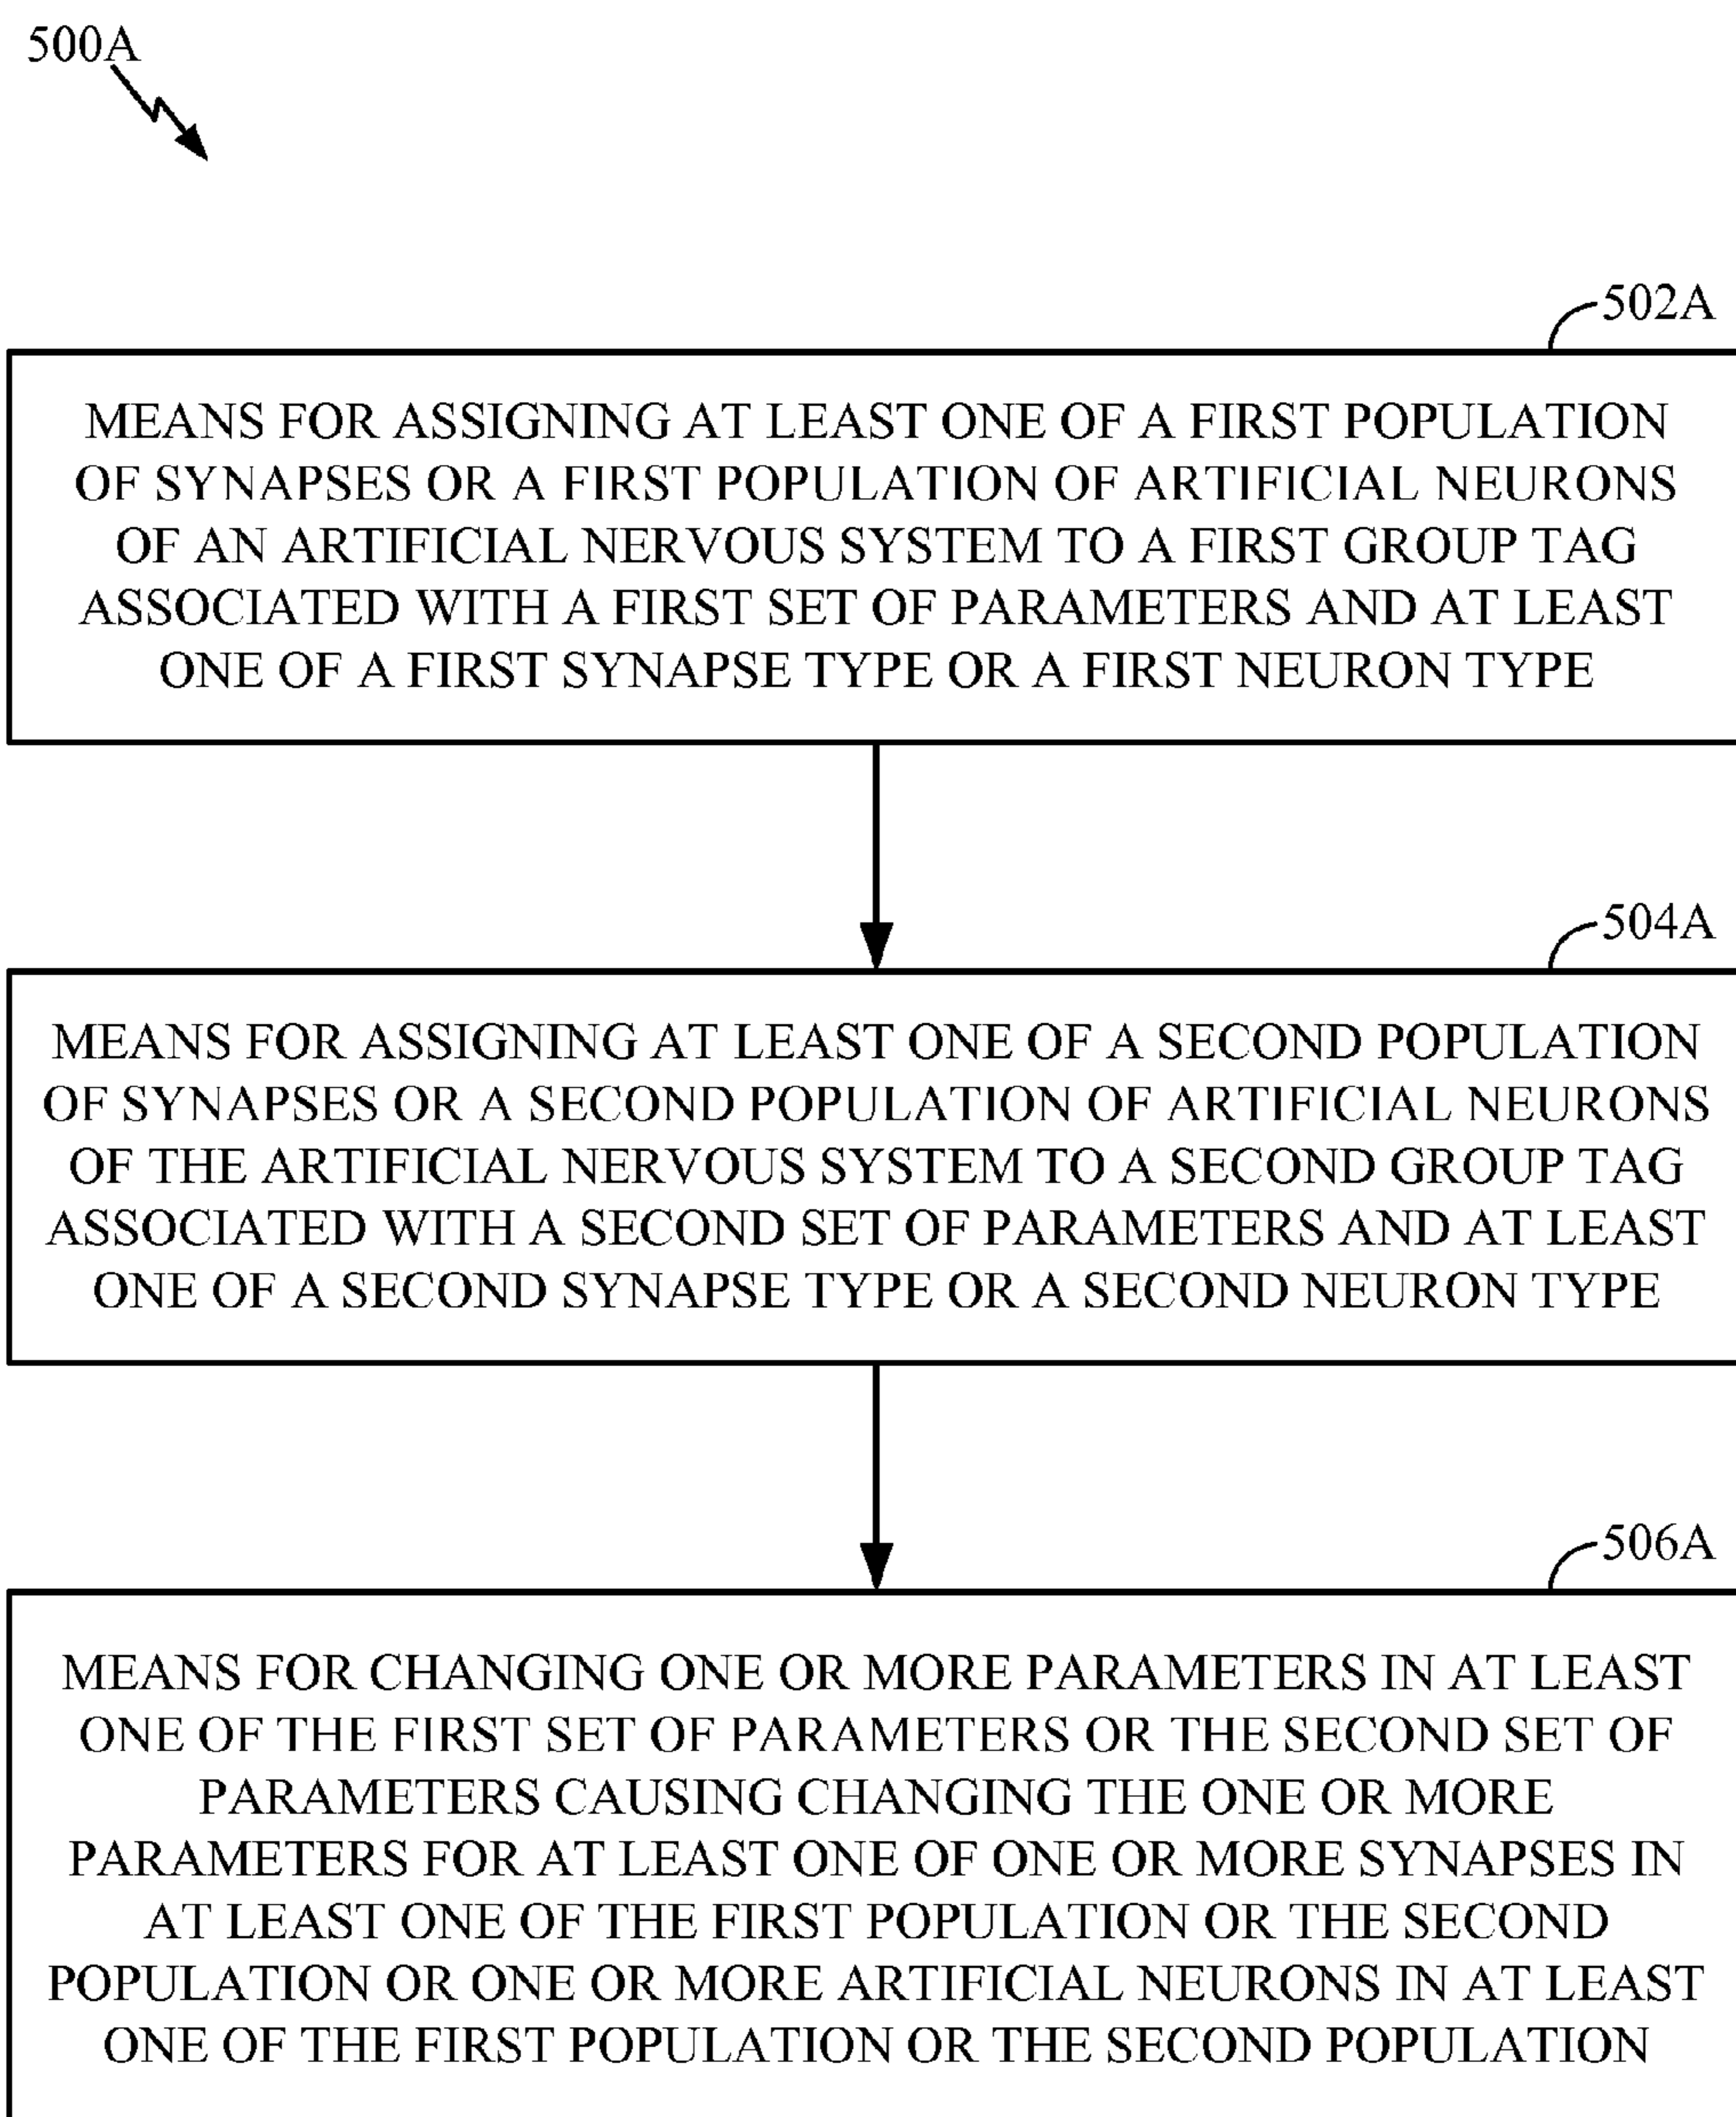 500A
502A
MEANS FOR ASSIGNING AT LEAST ONE OF A FIRST POPULATION
OF SYNAPSES OR A FIRST POPULATION OF ARTIFICIAL NEURONS
OF AN ARTIFICIAL NERVOUS SYSTEM TO A FIRST GROUP TAG
ASSOCIATED WITH A FIRST SET OF PARAMETERS AND AT LEAST
ONE OF A FIRST SYNAPSE TYPE OR A FIRST NEURON TYPE
504A
MEANS FOR ASSIGNING AT LEAST ONE OF A SECOND POPULATION
OF SYNAPSES OR A SECOND POPULATION OF ARTIFICIAL NEURONS
OF THE ARTIFICIAL NERVOUS SYSTEM TO A SECOND GROUP TAG
ASSOCIATED WITH A SECOND SET OF PARAMETERS AND AT LEAST
ONE OF A SECOND SYNAPSE TYPE OR A SECOND NEURON TYPE
506A
MEANS FOR CHANGING ONE OR MORE PARAMETERS IN AT LEAST
ONE OF THE FIRST SET OF PARAMETERS OR THE SECOND SET OF
PARAMETERS CAUSING CHANGING THE ONE OR MORE
PARAMETERS FOR AT LEAST ONE OF ONE OR MORE SYNAPSES IN
AT LEAST ONE OF THE FIRST POPULATION OR THE SECOND
POPULATION OR ONE OR MORE ARTIFICIAL NEURONS IN AT LEAST
ONE OF THE FIRST POPULATION OR THE SECOND POPULATION